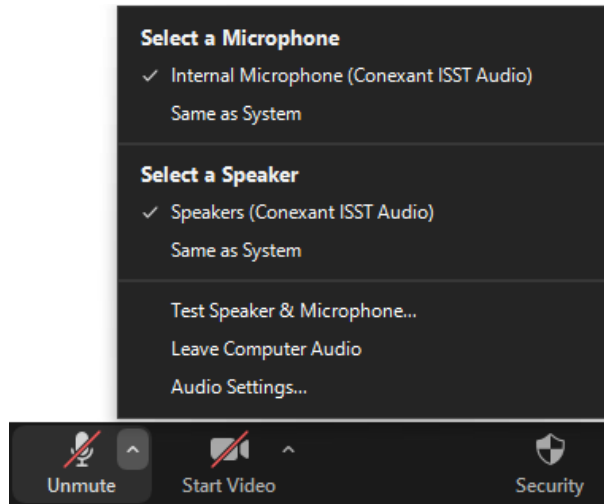 Select a Microphone
Internal Microphone (Conexant ISST Audio)
Same as System
Select a Speaker
Speakers (Conexant ISST Audio)
Same as System
Test Speaker & Microphone...
Leave Computer Audio
Audio Settings...
Unmute Start Video Security